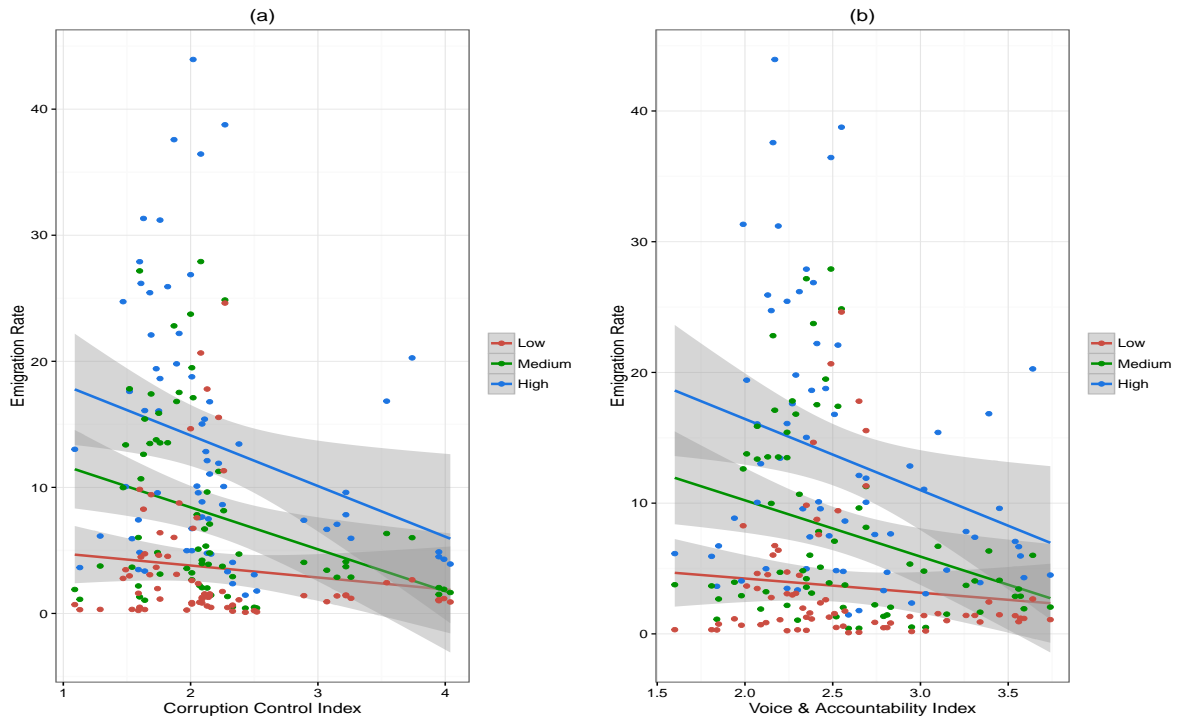 (a)
Emigration Rate
40
30
20
10
0
1
2
3
4
Corruption Control Index
Low
Medium
High
(b)
Emigration Rate
40
30
20
10
0
1.5
2.0
2.5
3.0
3.5
Voice & Accountability Index
Low
Medium
High